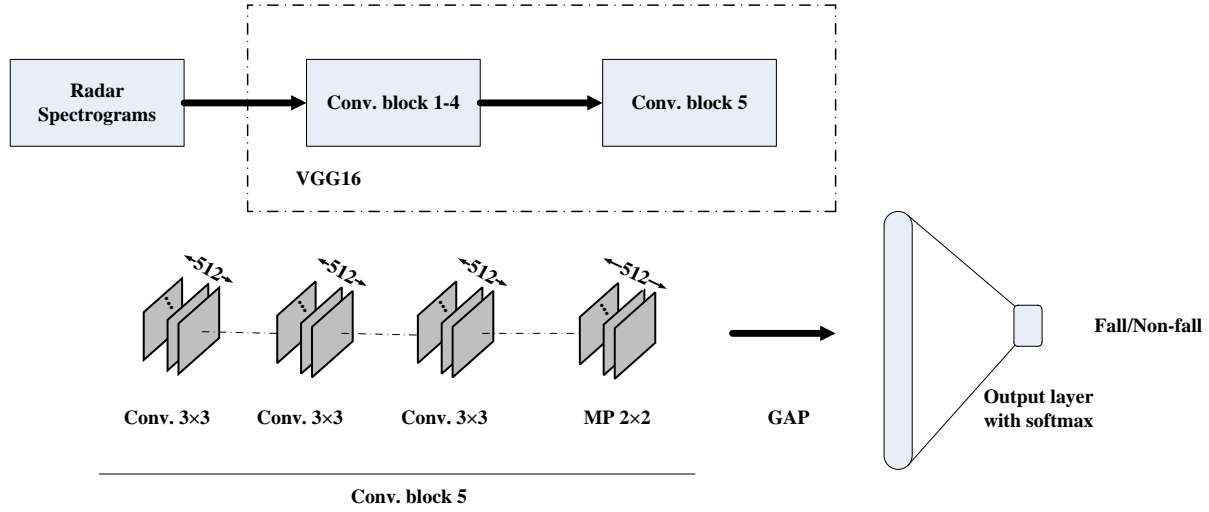 Radar
Spectrograms
Conv. block 1-4
Conv. block 5
VGG16
512
512
512
512
Conv. 3×3
Conv. 3×3
Conv. 3×3
MP 2×2
GAP
Fall/Non-fall
Output layer
with softmax
Conv. block 5